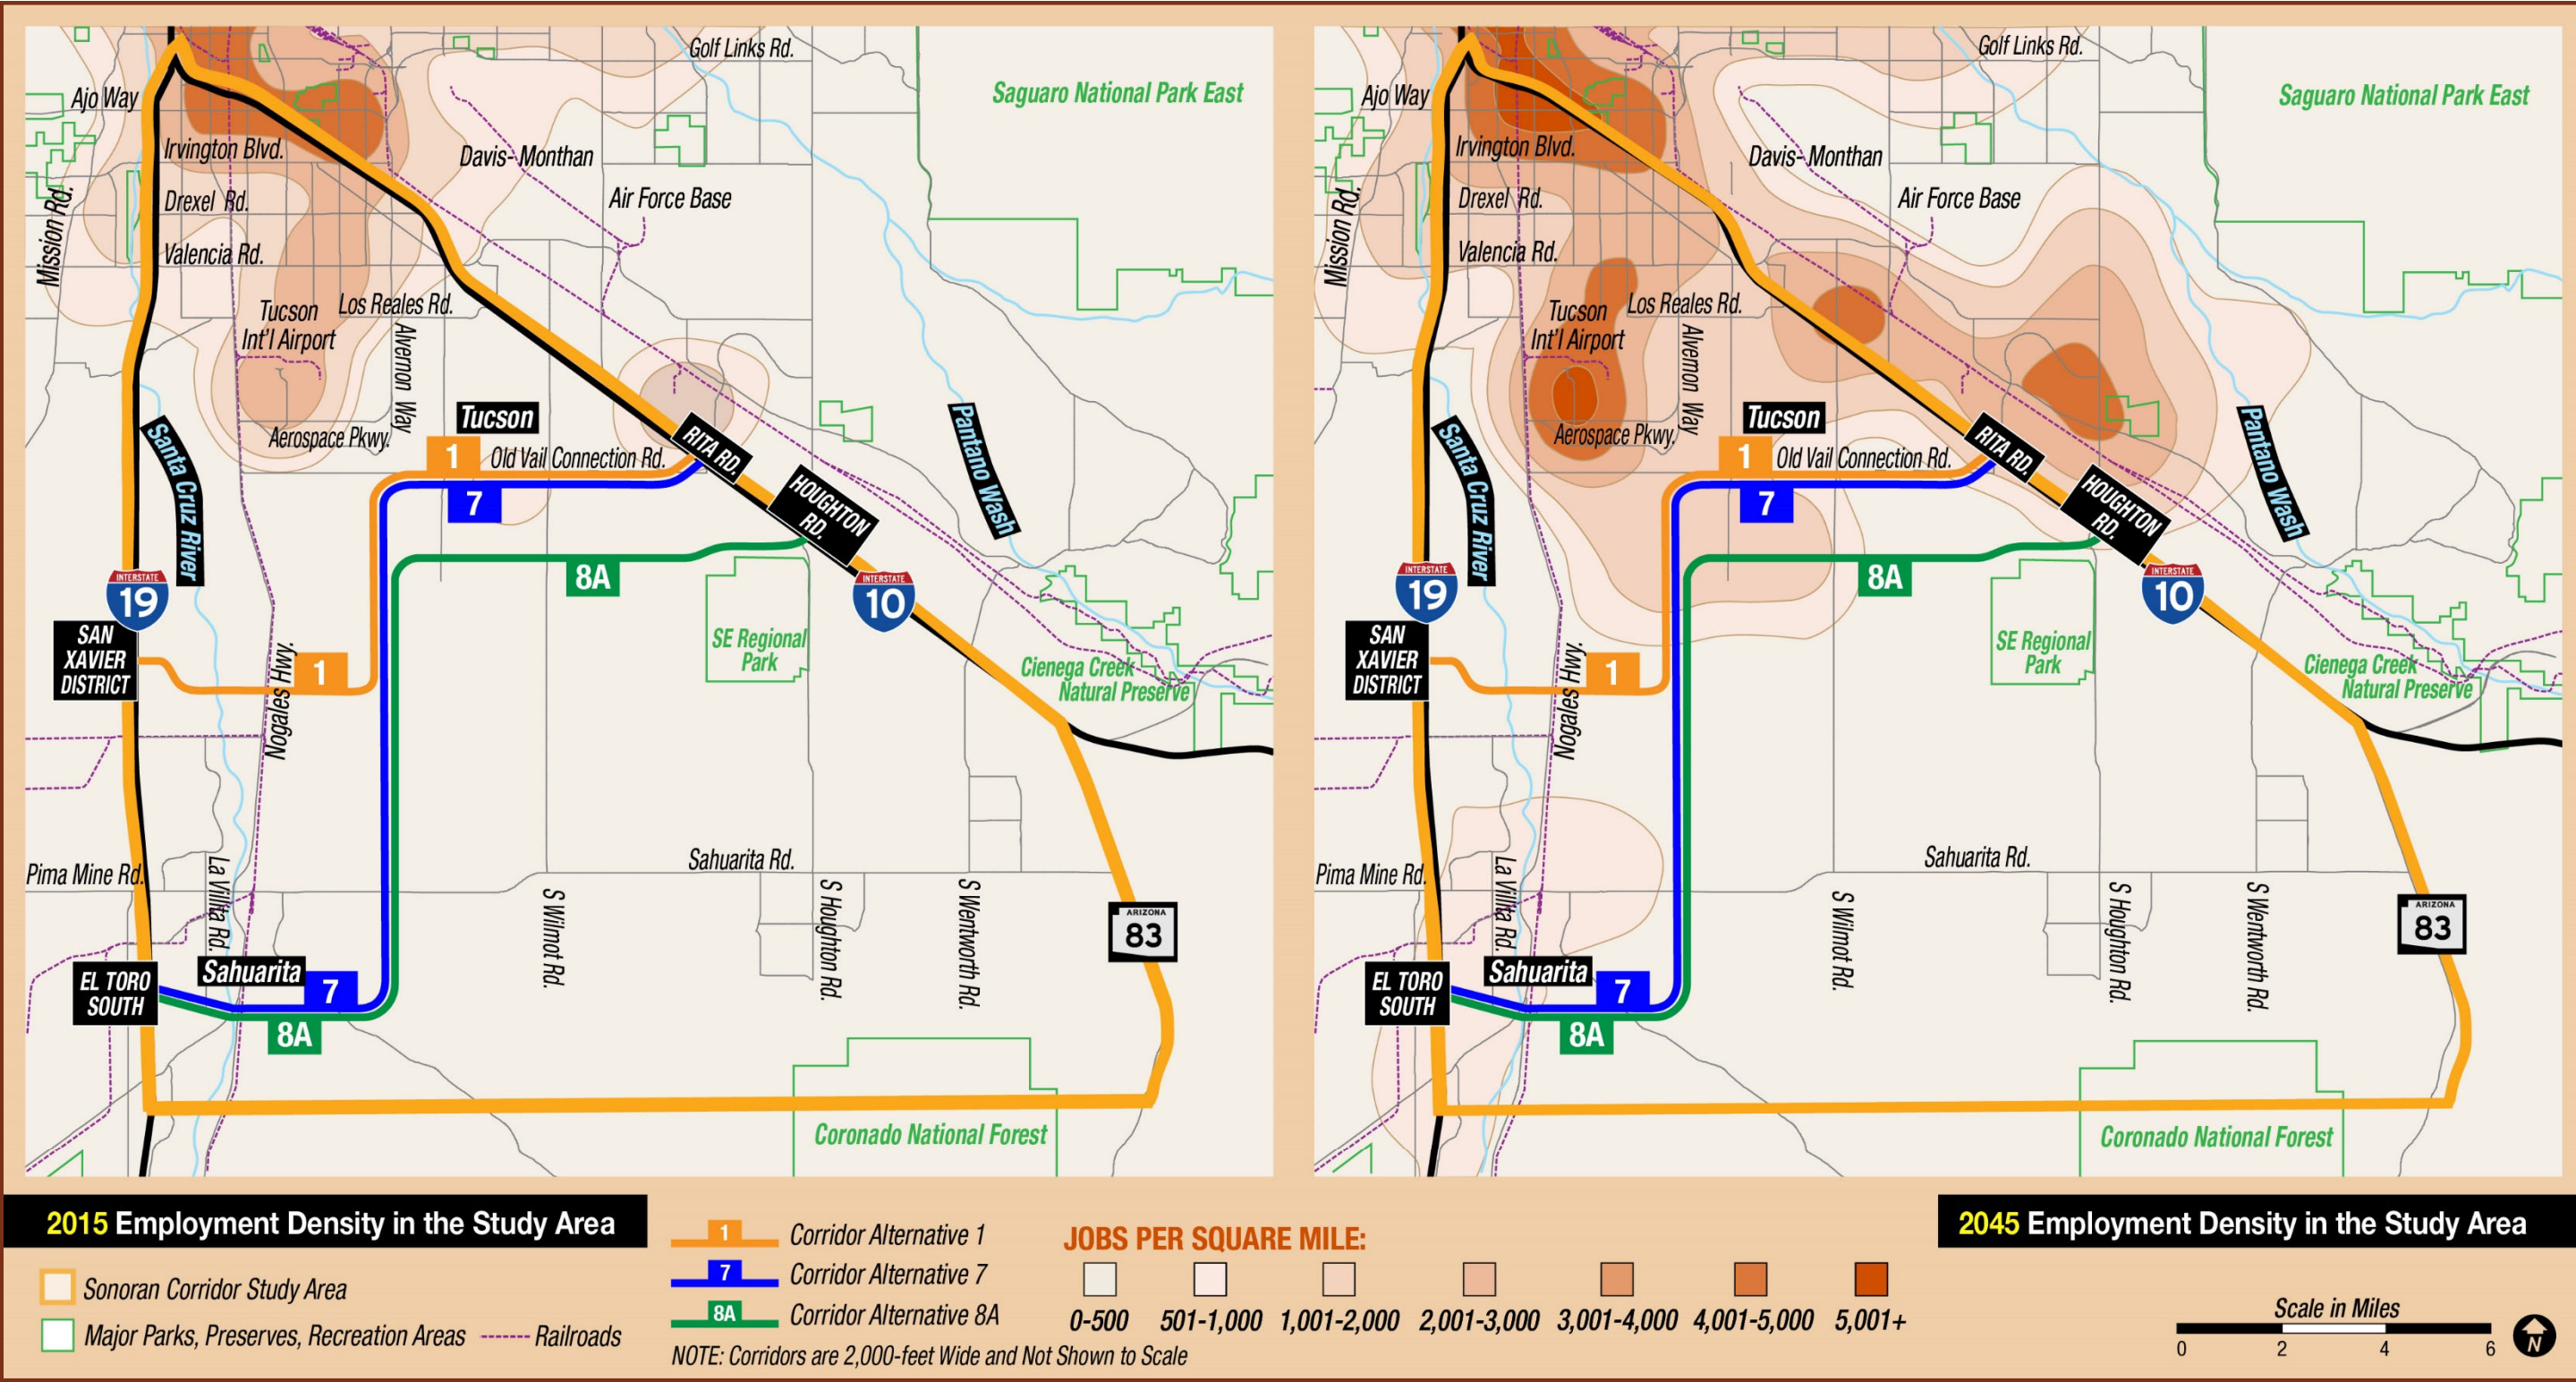 Golf Links Rd.
Saguaro National Park East
Ajo Way
Irvington Blvd.
Davis-Monthan
Air Force Base
Mission Rd.
Drexel Rd.
Valencia Rd.
Tucson
Int'l Airport
Los Reales Rd.
Alvernon Way
Aerospace Pkwy.
Tucson
1
Old Vail Connection Rd.
7
RITA RD.
HOUGHTON
RD.
Pantano Wash
Santa Cruz River
INTERSTATE
19
8A
INTERSTATE
10
SAN
XAVIER
DISTRICT
1
Nogales Hwy.
SE Regional
Park
Cienega Creek
Natural Preserve
Pima Mine Rd.
La Villita Rd.
Sahuarita Rd.
S Wilmot Rd.
S Houghton Rd.
S Wentworth Rd.
ARIZONA
83
EL TORO
SOUTH
Sahuarita
7
8A
Coronado National Forest
Golf Links Rd.
Saguaro National Park East
Ajo Way
Irvington Blvd.
Davis-Monthan
Air Force Base
Mission Rd.
Drexel Rd.
Valencia Rd.
Tucson
Int'l Airport
Los Reales Rd.
Alvernon Way
Aerospace Pkwy.
Tucson
1
Old Vail Connection Rd.
7
RITA RD.
HOUGHTON
RD.
Pantano Wash
Santa Cruz River
INTERSTATE
19
8A
INTERSTATE
10
SAN
XAVIER
DISTRICT
1
Nogales Hwy.
SE Regional
Park
Cienega Creek
Natural Preserve
Pima Mine Rd.
La Villita Rd.
Sahuarita Rd.
S Wilmot Rd.
S Houghton Rd.
S Wentworth Rd.
ARIZONA
83
EL TORO
SOUTH
Sahuarita
7
8A
Coronado National Forest
2015 Employment Density in the Study Area
Sonoran Corridor Study Area
Major Parks, Preserves, Recreation Areas
Railroads
1 Corridor Alternative 1
7 Corridor Alternative 7
8A Corridor Alternative 8A
NOTE: Corridors are 2,000-feet Wide and Not Shown to Scale
JOBS PER SQUARE MILE:
0-500 501-1,000 1,001-2,000 2,001-3,000 3,001-4,000 4,001-5,000 5,001+
2045 Employment Density in the Study Area
Scale in Miles
0 2 4 6
N